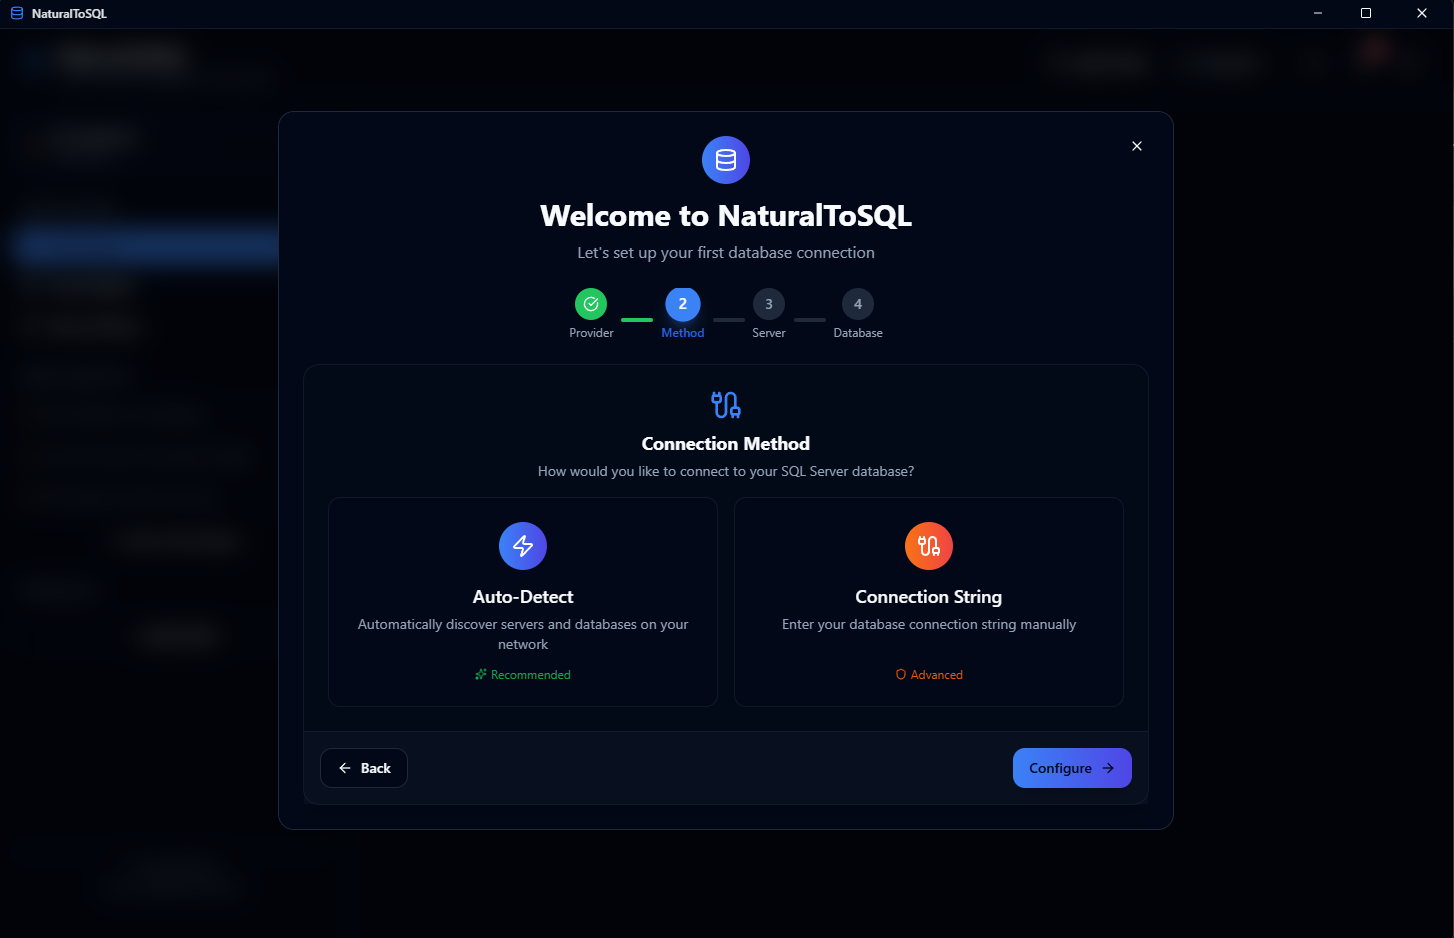 NaturalToSQL
Welcome to NaturalToSQL
Let's set up your first database connection
2
3
4
Provider
Method
Server
Database
Connection Method
How would you like to connect to your SQL Server database?
Auto-Detect
Automatically discover servers and databases on your
network
Recommended
Connection String
Enter your database connection string manually
Advanced
Back
Configure